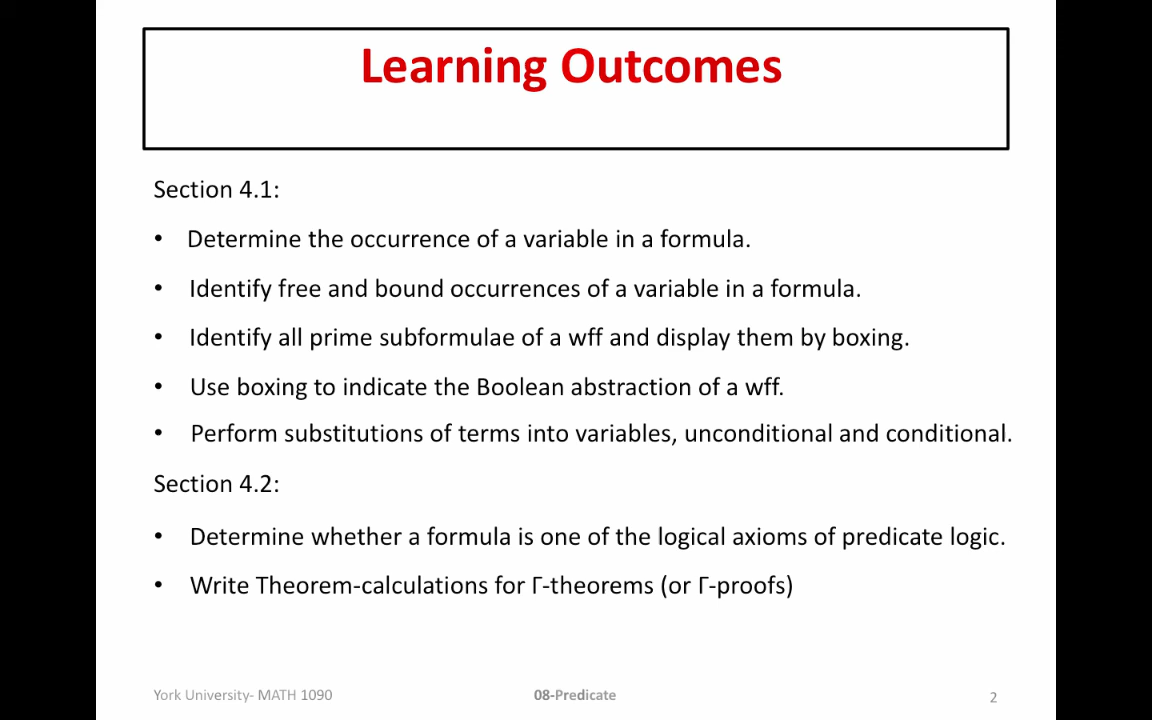 Learning Outcomes
Section 4.1:
• Determine the occurrence of a variable in a formula.
• Identify free and bound occurrences of a variable in a formula.
• Identify all prime subformulae of a wff and display them by boxing.
• Use boxing to indicate the Boolean abstraction of a wff.
• Perform substitutions of terms into variables, unconditional and conditional.
Section 4.2:
• Determine whether a formula is one of the logical axioms of predicate logic.
• Write Theorem-calculations for Γ-theorems (or Γ-proofs)
York University- MATH 1090 08-Predicate 2